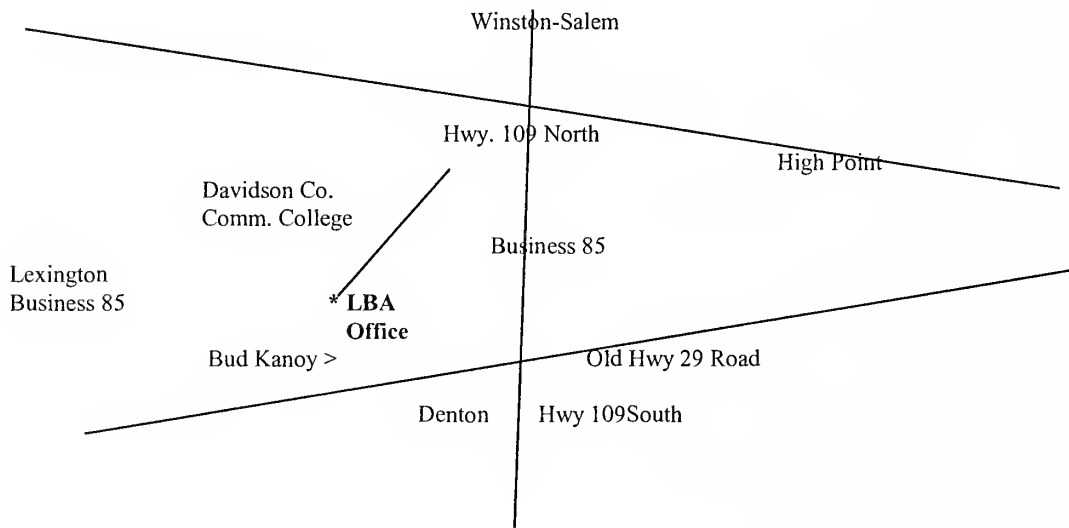 Winston-Salem
Hwy. 109 North
High Point
Davidson Co.
Comm. College
Business 85
Lexington
Business 85
* LBA
Office
Bud Kanoy >
Old Hwy 29 Road
Denton
Hwy 109South